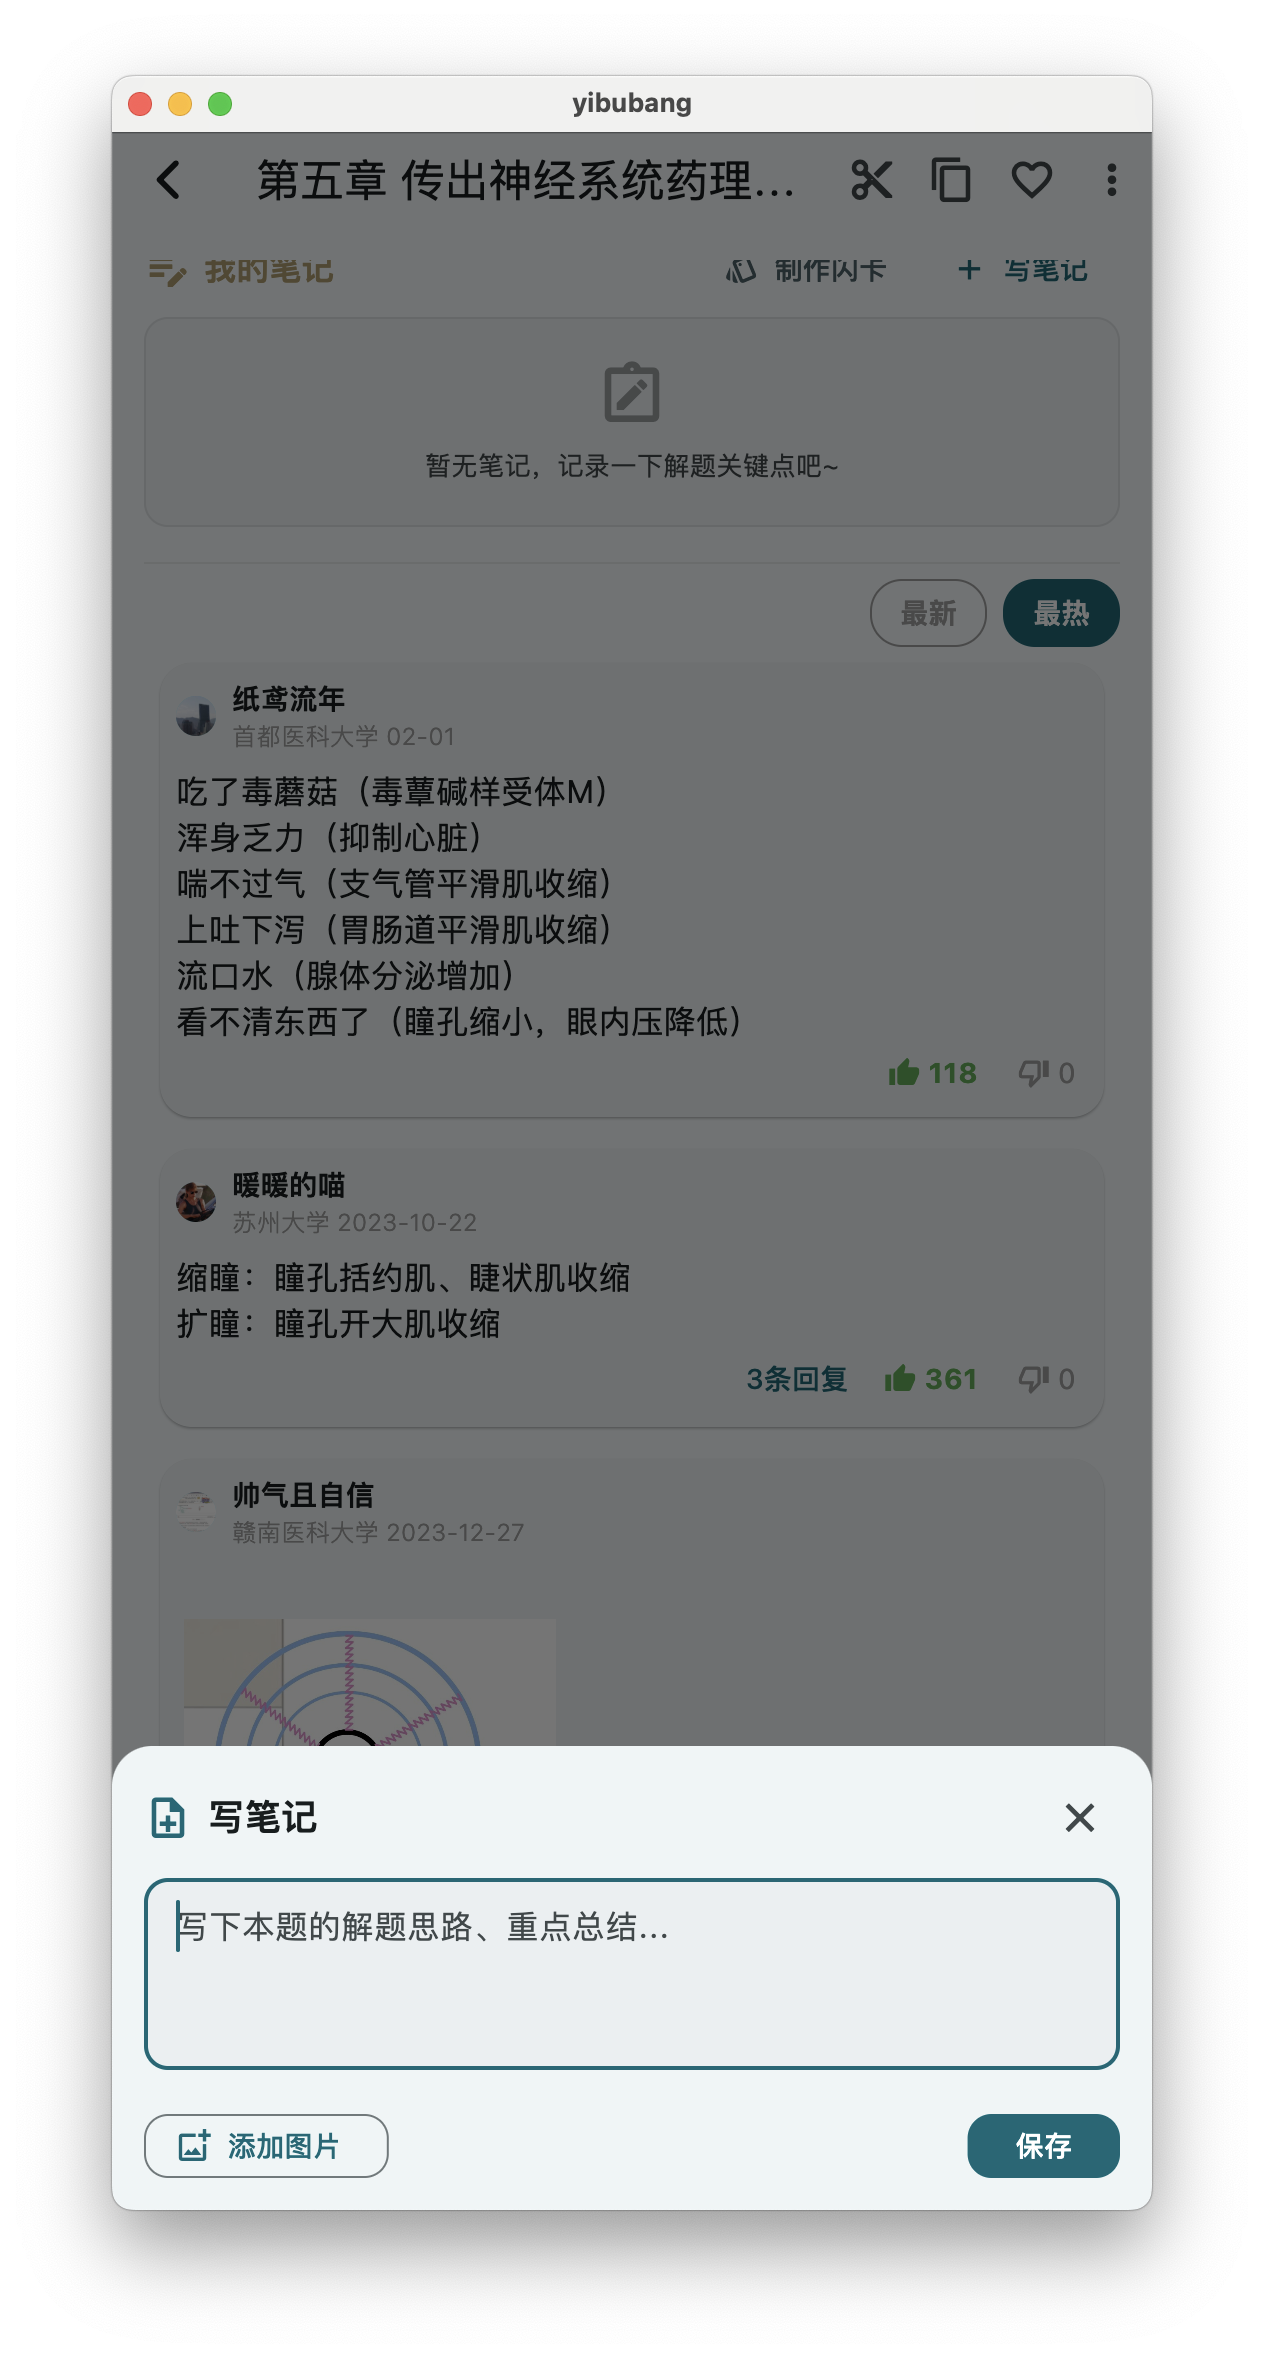 yibubang
第五章 传出神经系统药理...
我的笔记 制作闪卡 + 写笔记
暂无笔记，记录一下解题关键点吧~
最新 最热
纸鸢流年
首都医科大学 02-01
吃了毒蘑菇（毒蕈碱样受体M）
浑身乏力（抑制心脏）
喘不过气（支气管平滑肌收缩）
上吐下泻（胃肠道平滑肌收缩）
流口水（腺体分泌增加）
看不清东西了（瞳孔缩小，眼内压降低）
118 0
暖暖的喵
苏州大学 2023-10-22
缩瞳：瞳孔括约肌、睫状肌收缩
扩瞳：瞳孔开大肌收缩
3条回复 361 0
帅气且自信
赣南医科大学 2023-12-27
写笔记
写下本题的解题思路、重点总结...
添加图片 保存